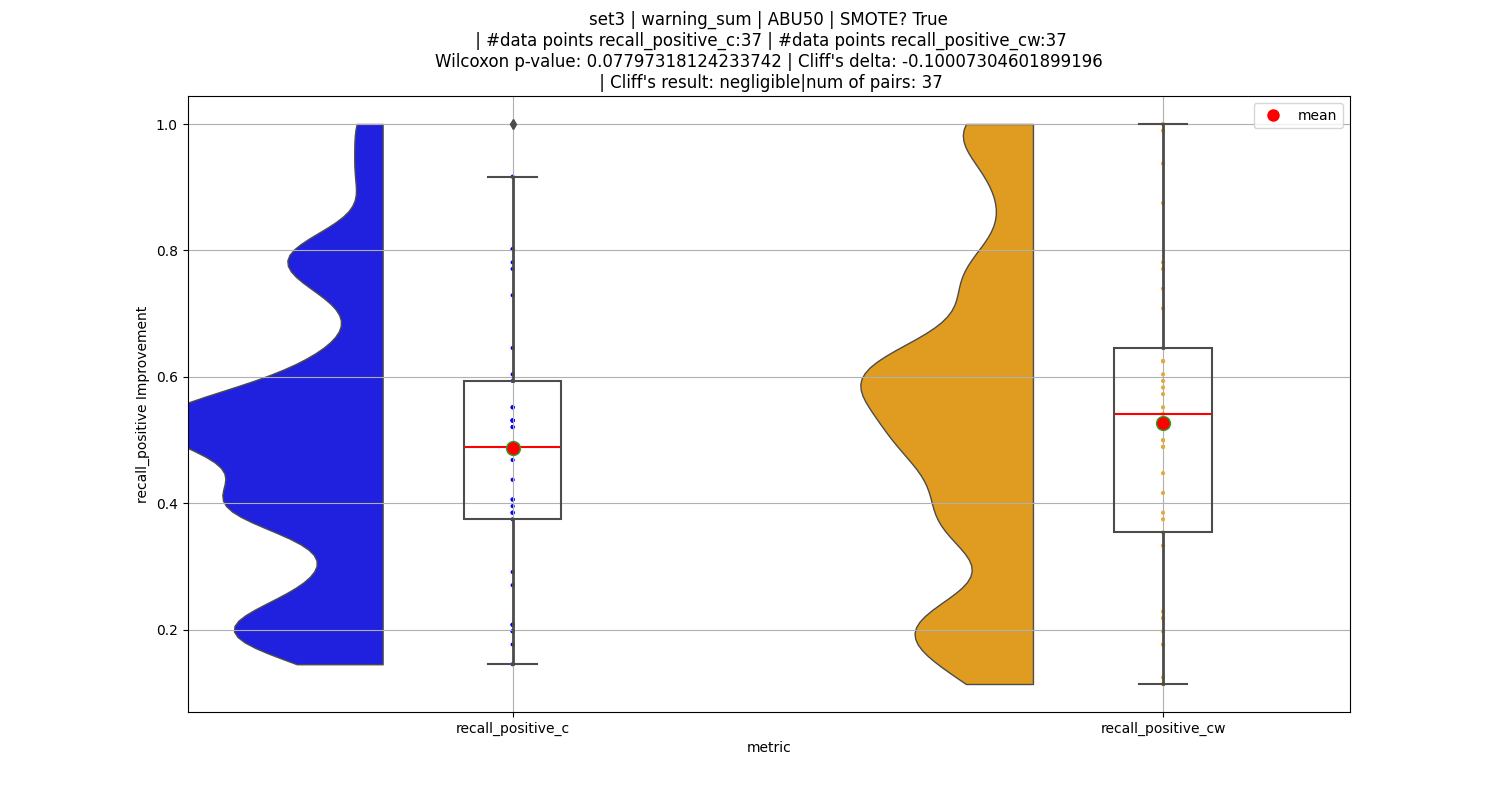 set3 | warning_sum | ABU50 | SMOTE? True
| #data points recall_positive_c:37 | #data points recall_positive_cw:37
Wilcoxon p-value: 0.07797318124233742 | Cliff's delta: -0.10007304601899196
| Cliff's result: negligible|num of pairs: 37
mean
1.0
0.8
0.6
0.4
0.2
recall_positive Improvement
recall_positive_c
recall_positive_cw
metric